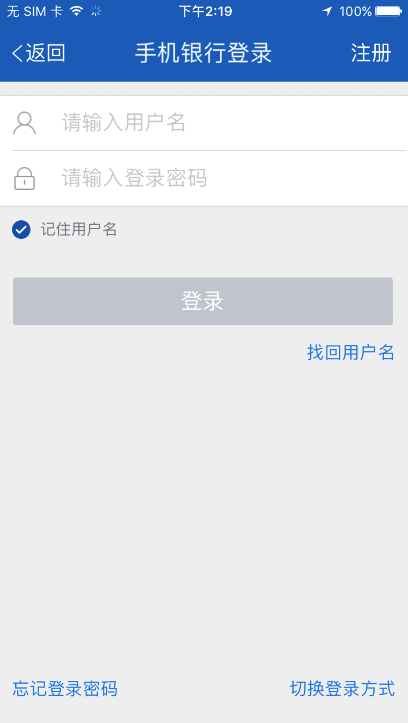 无 SIM 卡 下午2:19 100%
返回 手机银行登录 注册
请输入用户名
请输入登录密码
记住用户名
登录
找回用户名
忘记登录密码 切换登录方式